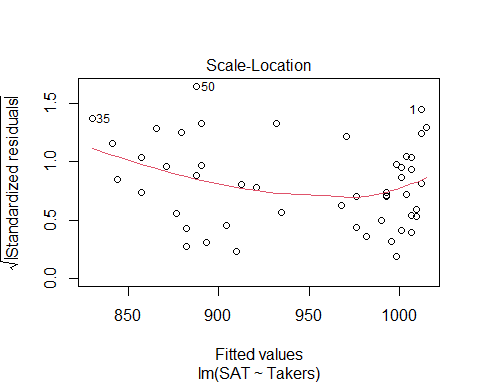 Scale-Location
√|Standardized residuals|
1.5
1.0
0.5
0.0
50
35
1
850
900
950
1000
Fitted values
lm(SAT ~ Takers)